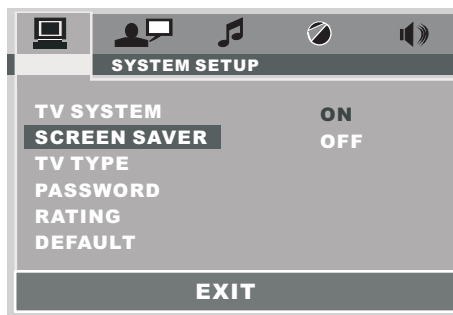 SYSTEM SETUP
TV SYSTEM
ON
SCREEN SAVER
OFF
TV TYPE
PASSWORD
RATING
DEFAULT
EXIT